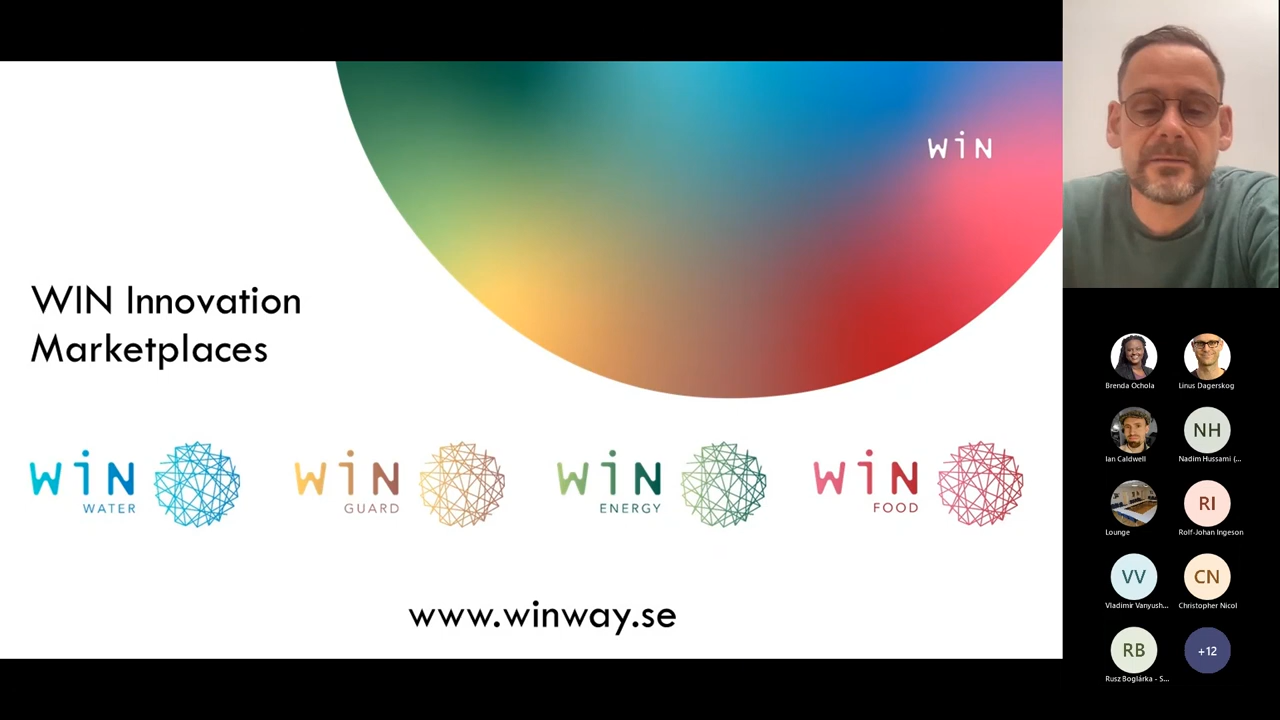 WiN
WIN Innovation
Marketplaces
WiN
WATER
WiN
GUARD
WiN
ENERGY
WiN
FOOD
www.winway.se
Brenda Ochola
Linus Dagerskog
Ian Caldwell
NH
Nadim Hussami (...
Lounge
RI
Rolf-Johan Ingeson
VV
Vladimir Vanyush...
CN
Christopher Nicol
RB
Rusz Boglárka - S...
+12